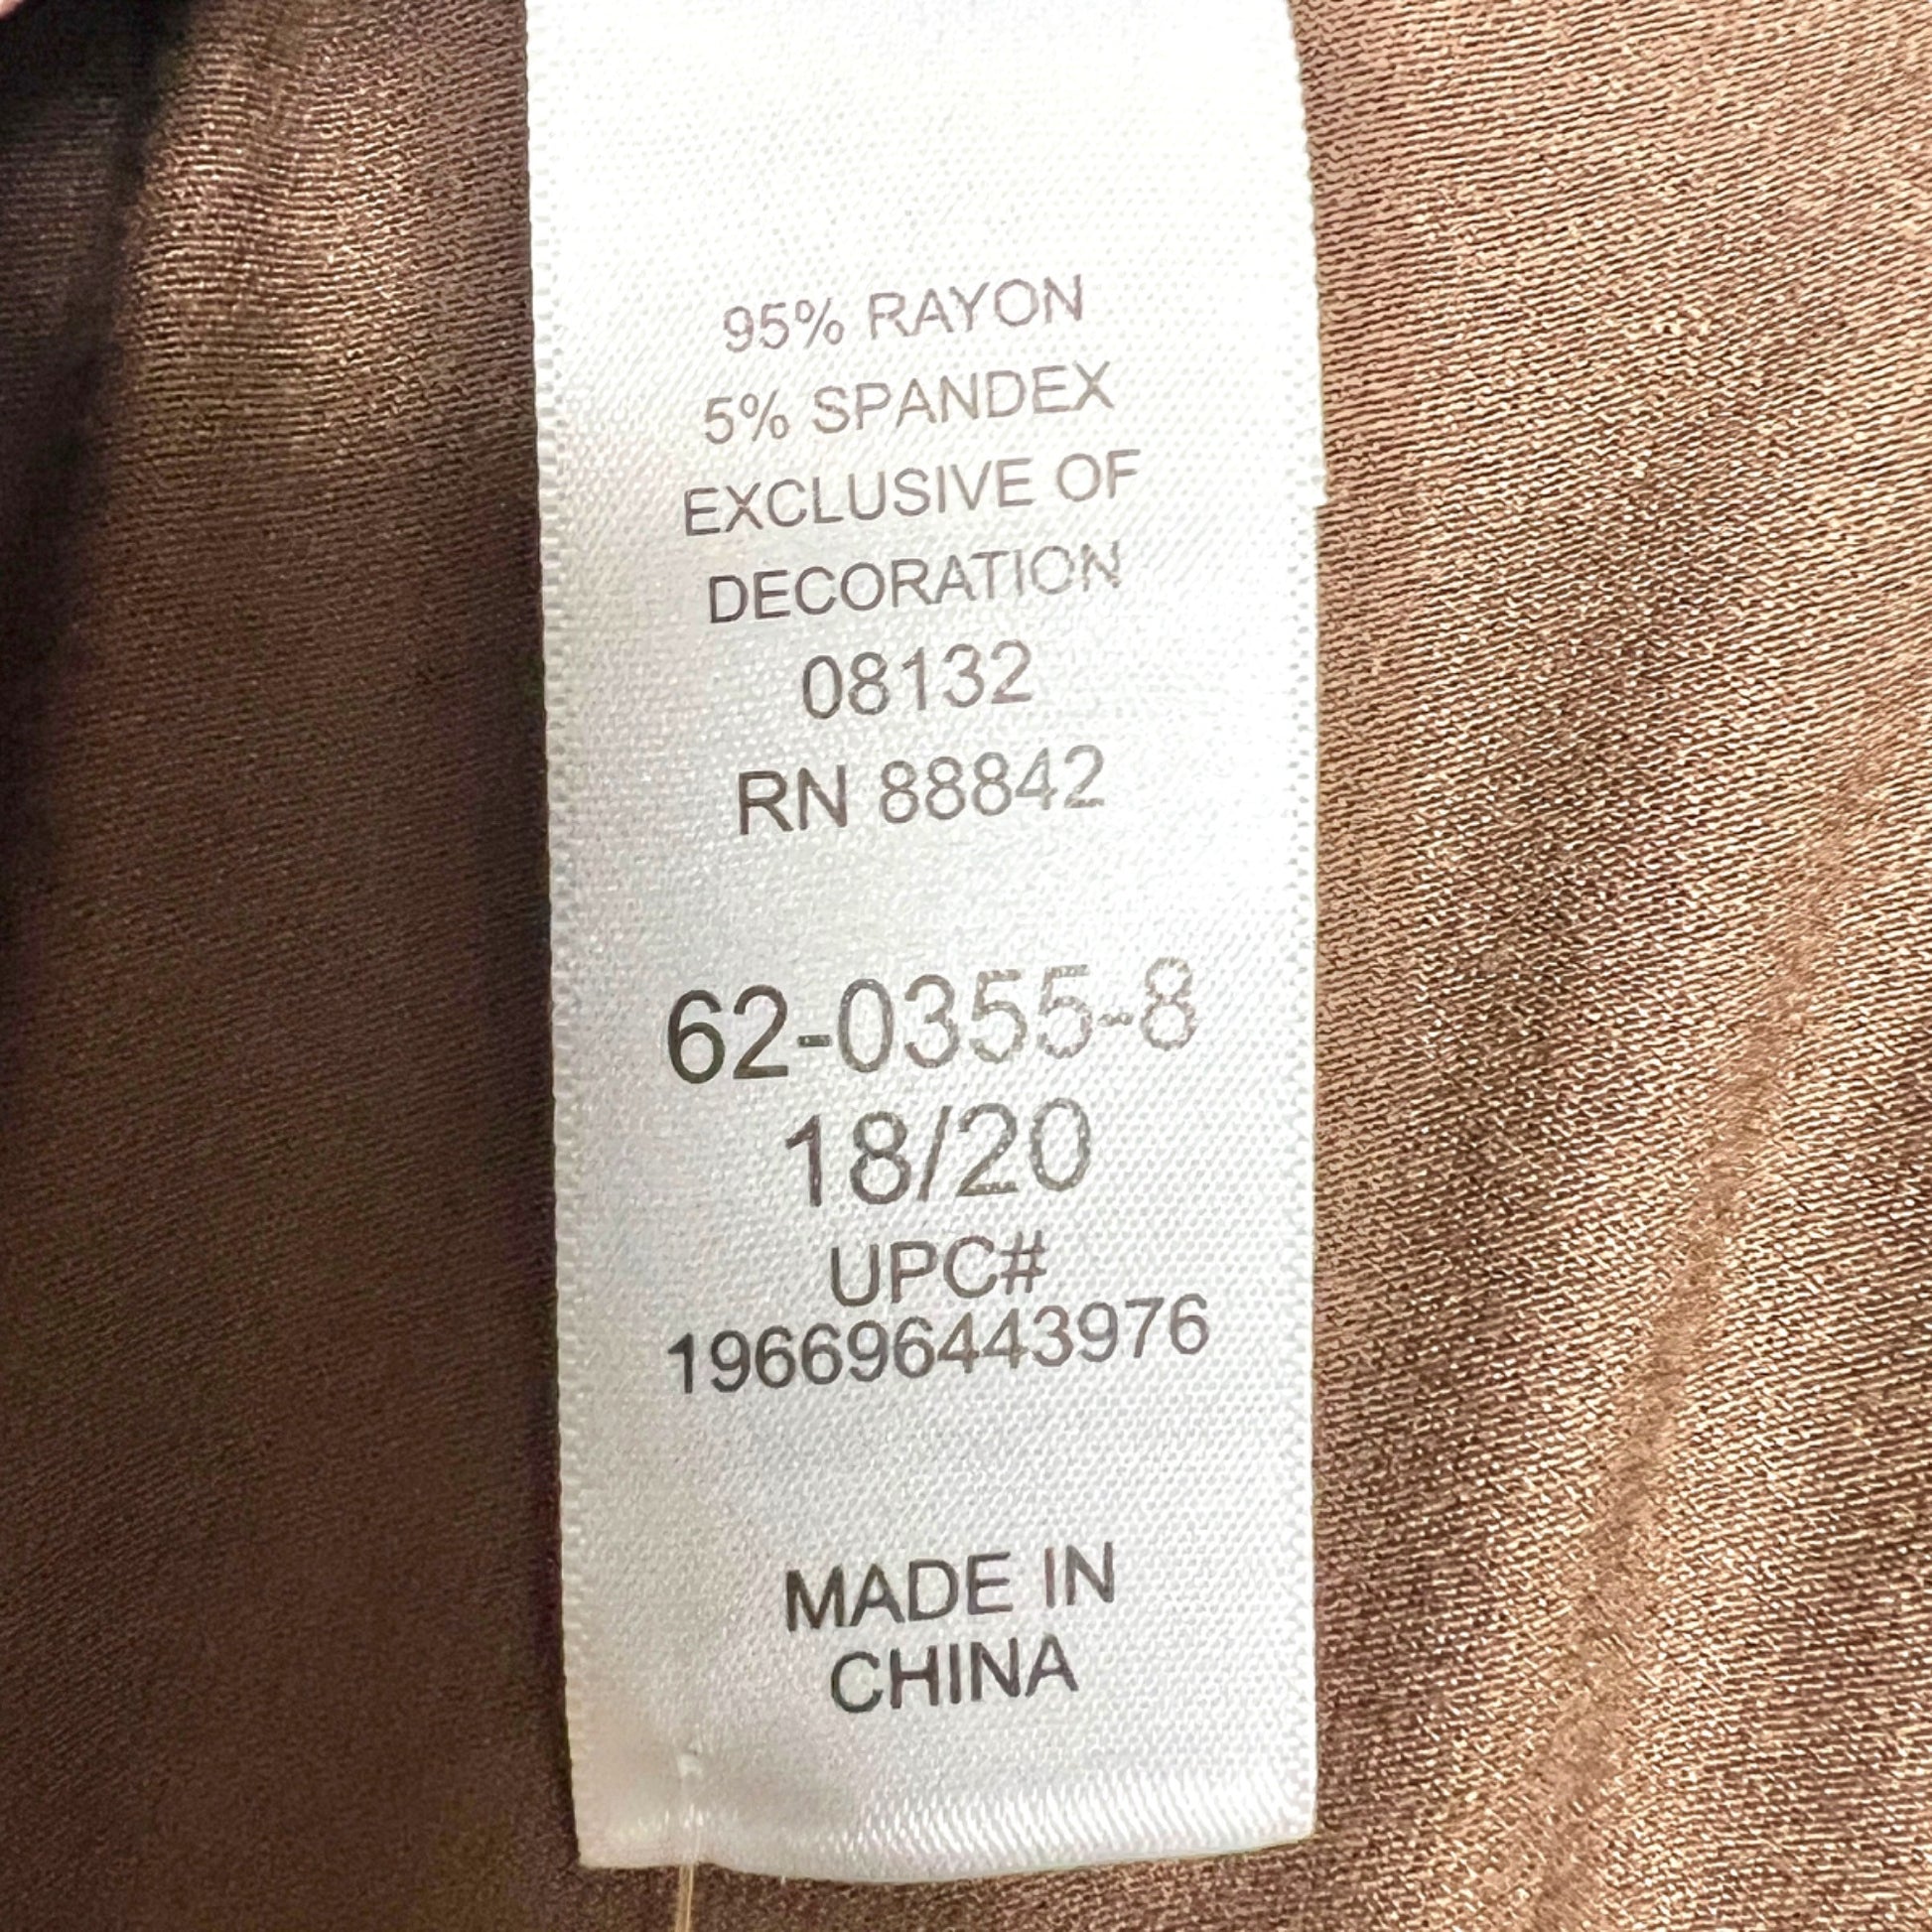 95% RAYON
5% SPANDEX
EXCLUSIVE OF
DECORATION
08132
RN 88842
62-0355-8
18/20
UPC#
196696443976
MADE IN
CHINA